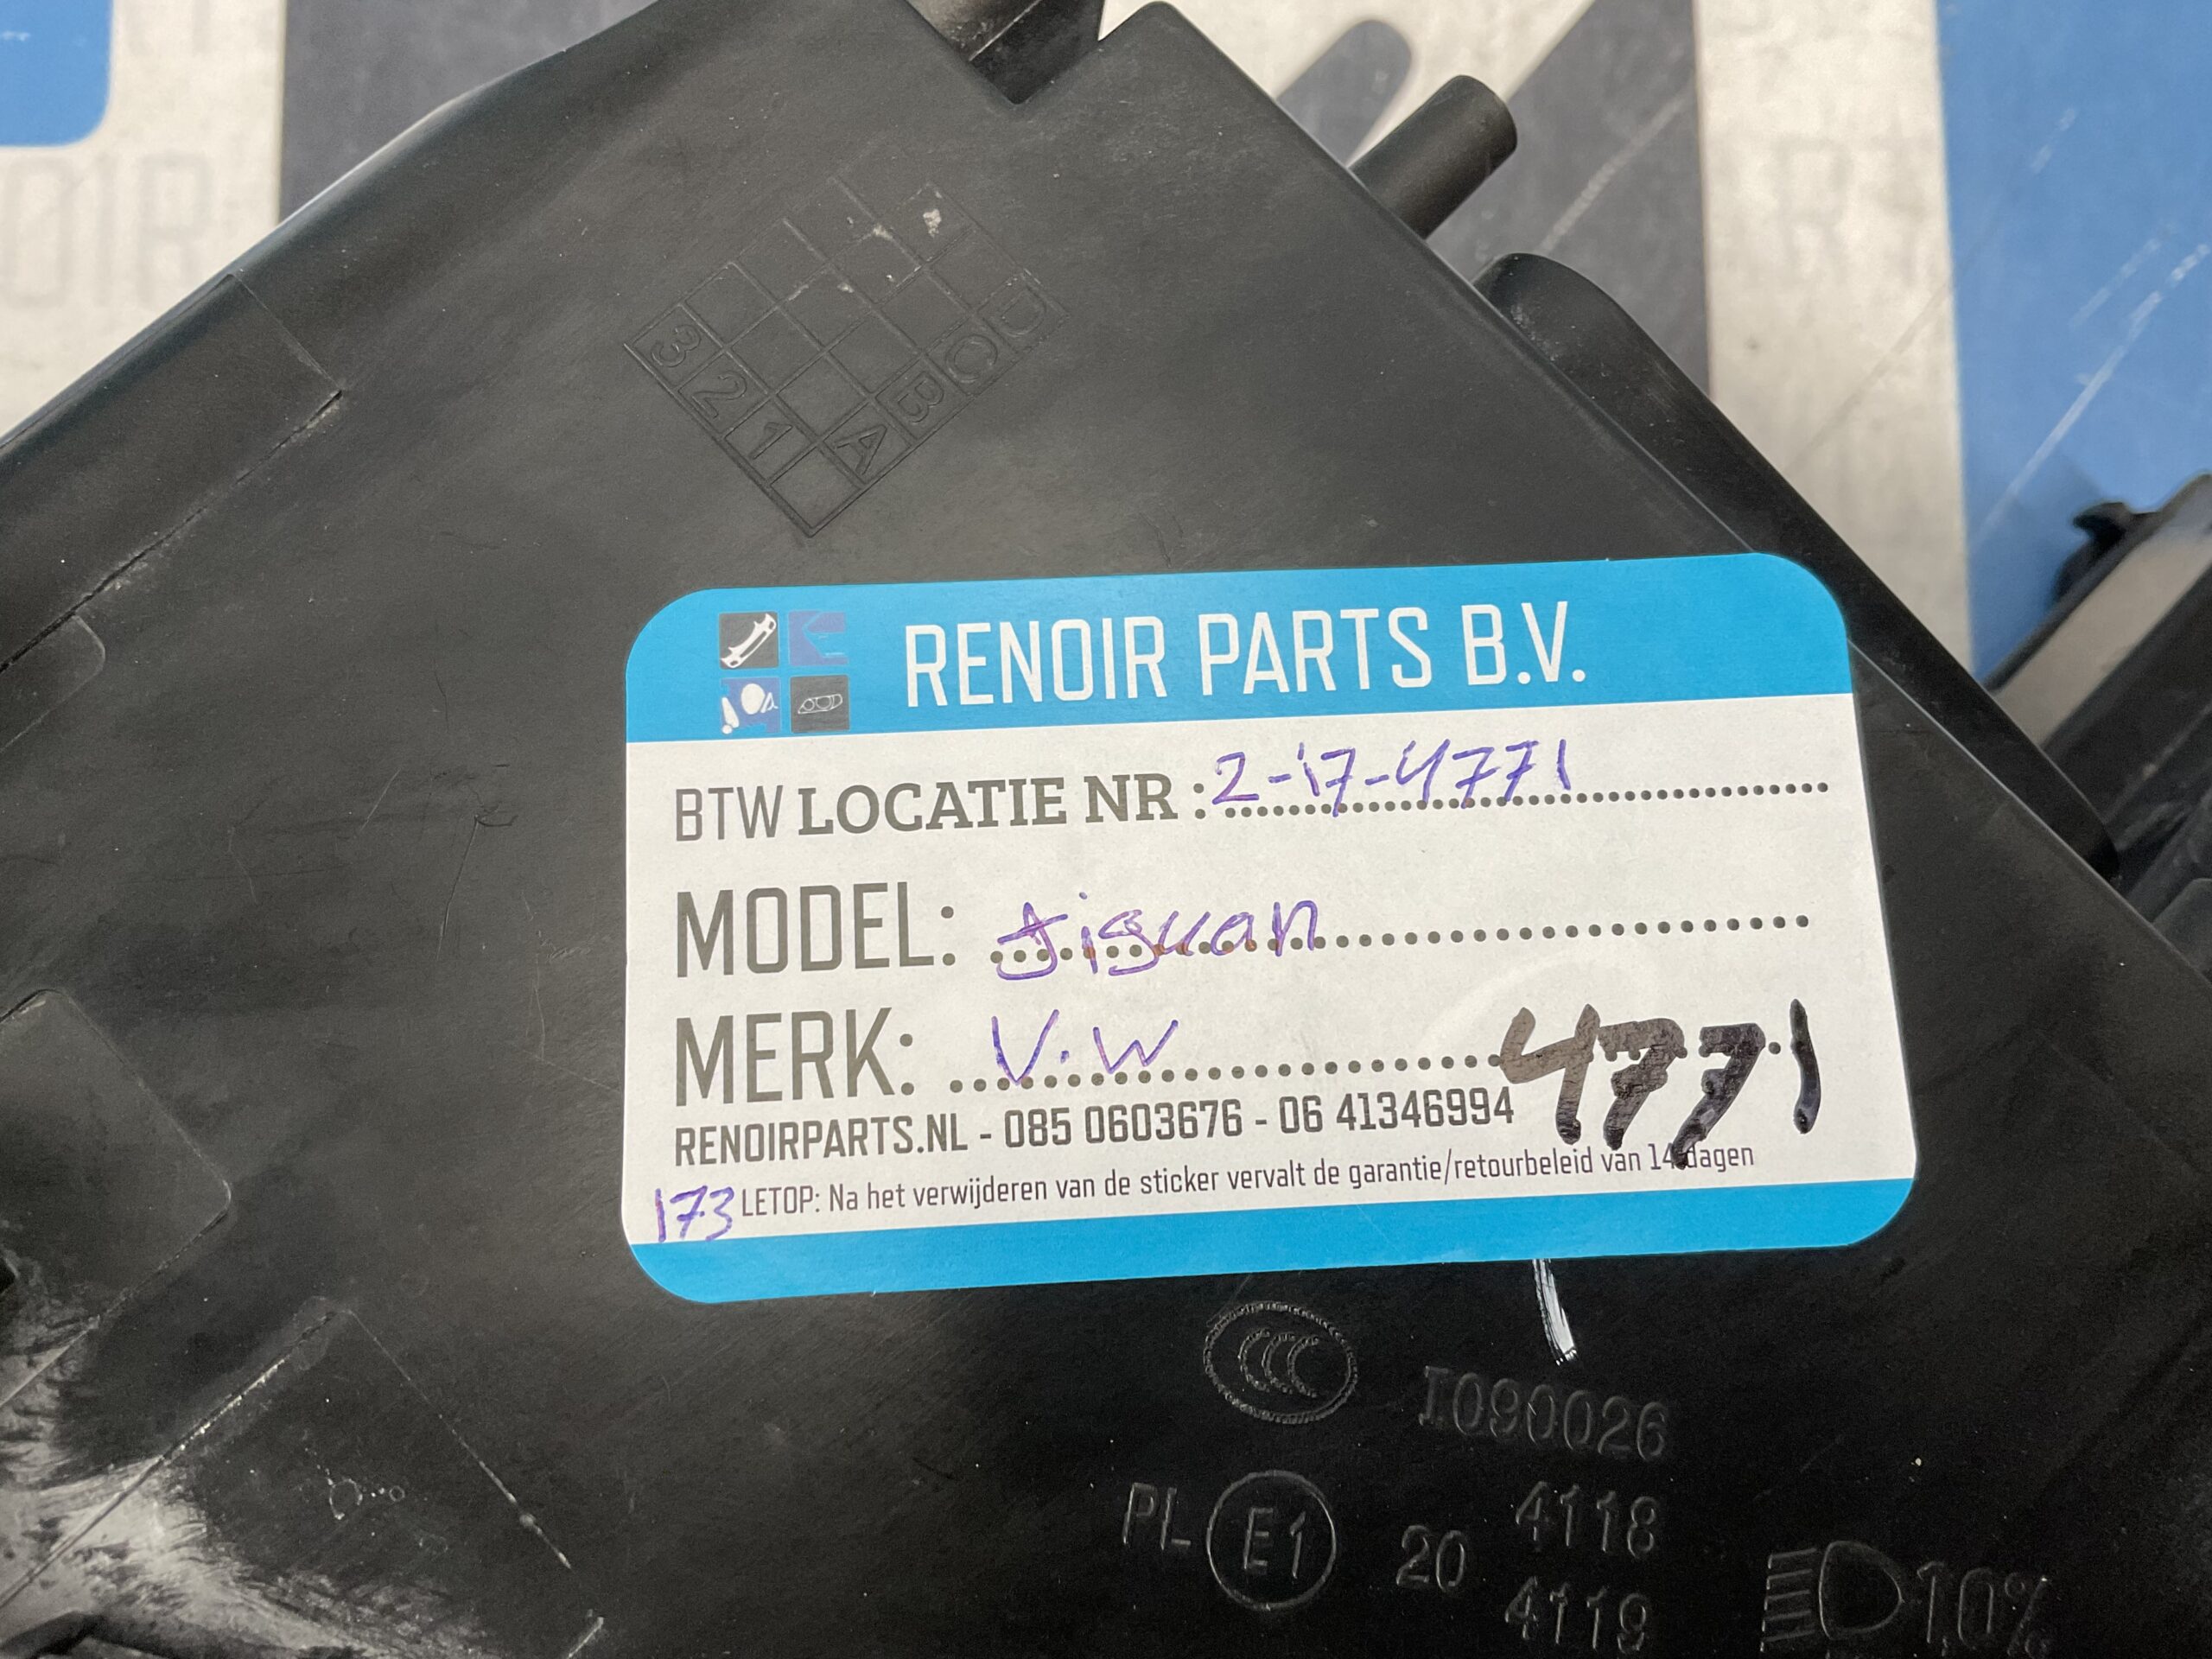 3 2 1
A B C D
RENOIR PARTS B.V.
BTW LOCATIE NR : 2-17-4771
MODEL: tiguan
MERK: V.W
4771
RENOIRPARTS.NL - 085 0603676 - 06 41346994
173 LETOP: Na het verwijderen van de sticker vervalt de garantie/retourbeleid van 14 dagen
CCC
I090026
PL E1 20 4118
4119
1,0%